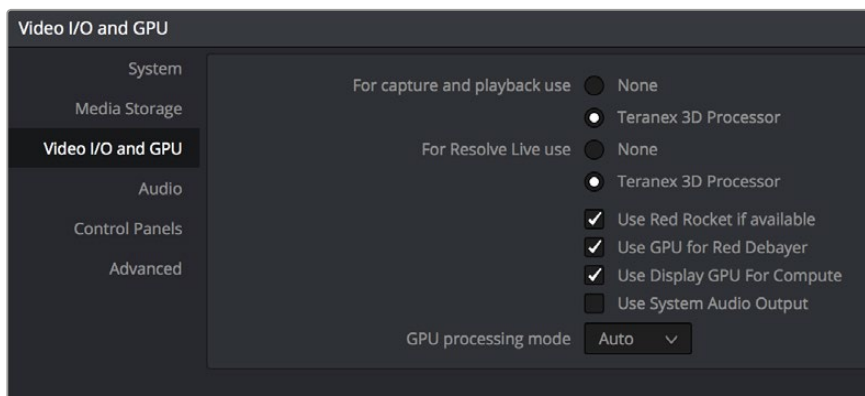 Video I/O and GPU
System
Media Storage
Video I/O and GPU
Audio
Control Panels
Advanced
For capture and playback use None
Teranex 3D Processor
For Resolve Live use None
Teranex 3D Processor
Use Red Rocket if available
Use GPU for Red Debayer
Use Display GPU For Compute
Use System Audio Output
GPU processing mode Auto